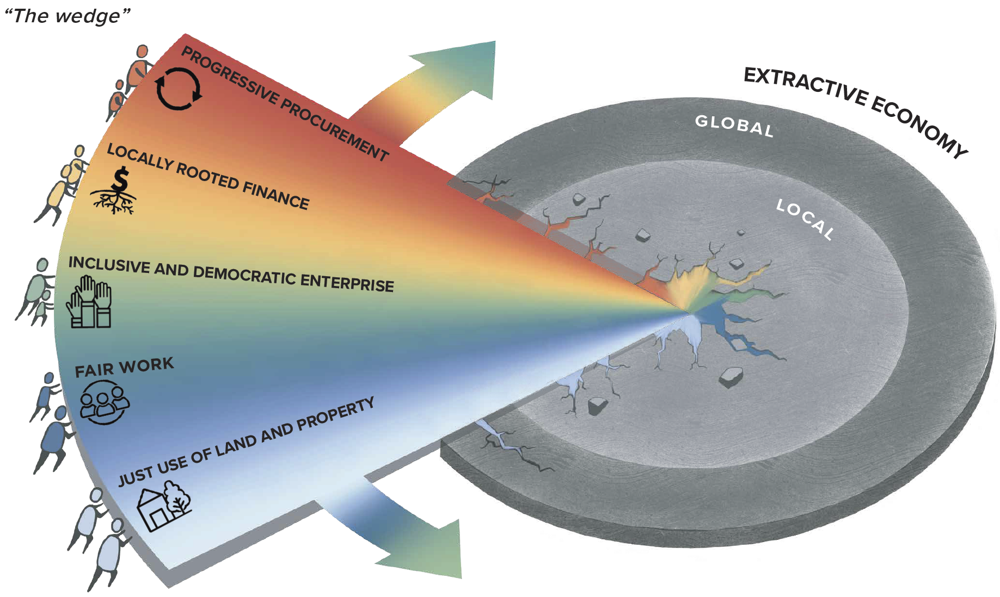 “The wedge”
PROGRESSIVE PROCUREMENT
LOCALLY ROOTED FINANCE
$
INCLUSIVE AND DEMOCRATIC ENTERPRISE
FAIR WORK
JUST USE OF LAND AND PROPERTY
EXTRACTIVE ECONOMY
GLOBAL
LOCAL